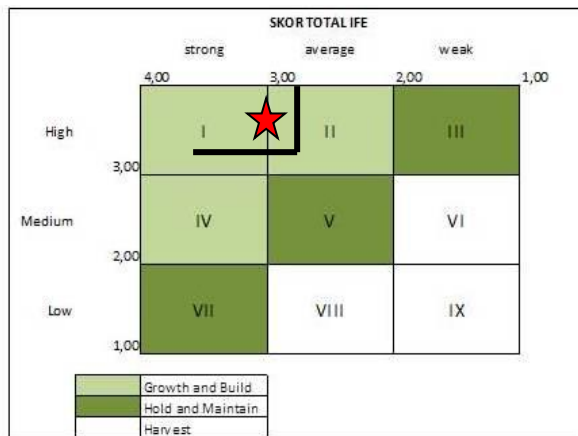 SKOR TOTAL IFE
strong average weak
4,00 3,00 2,00 1,00
High I II III
3,00
Medium IV V VI
2,00
Low VII VIII IX
1,00
Growth and Build
Hold and Maintain
Harvest